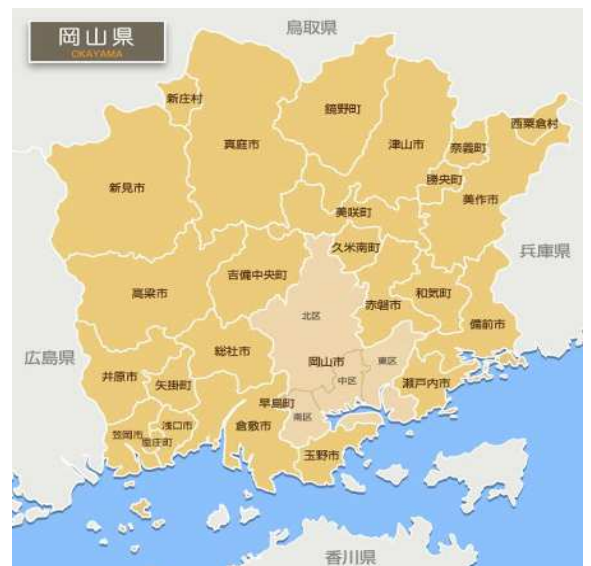 岡山県
OKAYAMA
鳥取県
新庄村
鏡野町
西粟倉村
真庭市
津山市
奈義町
新見市
勝央町
美作市
美咲町
久米南町
兵庫県
吉備中央町
高梁市
和気町
赤磐市
北区
備前市
総社市
広島県
岡山市
東区
井原市
矢掛町
中区
瀬戸内市
早島町
南区
浅口市
倉敷市
笠岡市
里庄町
玉野市
香川県